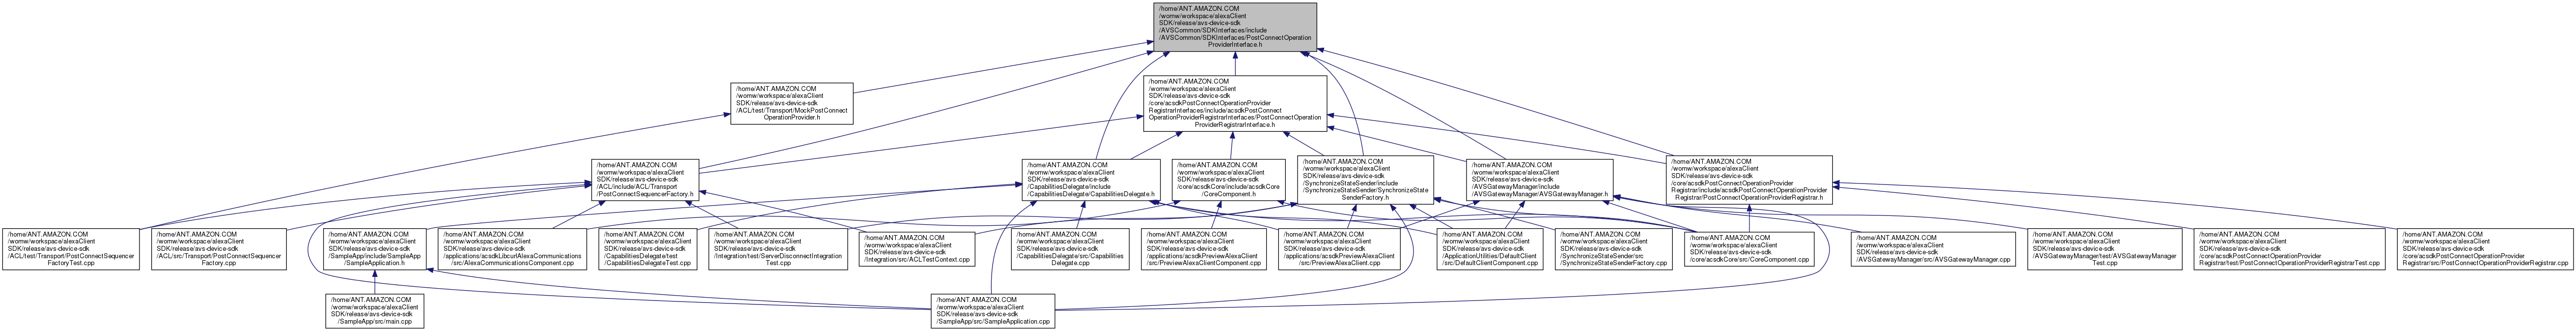 /home/ANT.AMAZON.COM
/womw/workspace/alexaClient
SDK/release/avs-device-sdk
/AVSCommon/SDKInterfaces/include
/AVSCommon/SDKInterfaces/PostConnectOperation
ProviderInterface.h
/home/ANT.AMAZON.COM
/womw/workspace/alexaClient
SDK/release/avs-device-sdk
/ACL/test/Transport/MockPostConnect
OperationProvider.h
/home/ANT.AMAZON.COM
/womw/workspace/alexaClient
SDK/release/avs-device-sdk
/core/acsdkPostConnectOperationProvider
RegistrarInterfaces/include/acsdkPostConnect
OperationProviderRegistrarInterfaces/PostConnectOperation
ProviderRegistrarInterface.h
/home/ANT.AMAZON.COM
/womw/workspace/alexaClient
SDK/release/avs-device-sdk
/ACL/include/ACL/Transport
/PostConnectSequencerFactory.h
/home/ANT.AMAZON.COM
/womw/workspace/alexaClient
SDK/release/avs-device-sdk
/CapabilitiesDelegate/include
/CapabilitiesDelegate/CapabilitiesDelegate.h
/home/ANT.AMAZON.COM
/womw/workspace/alexaClient
SDK/release/avs-device-sdk
/core/acsdkCore/include/acsdkCore
/CoreComponent.h
/home/ANT.AMAZON.COM
/womw/workspace/alexaClient
SDK/release/avs-device-sdk
/SynchronizeStateSender/include
/SynchronizeStateSender/SynchronizeState
SenderFactory.h
/home/ANT.AMAZON.COM
/womw/workspace/alexaClient
SDK/release/avs-device-sdk
/AVSGatewayManager/include
/AVSGatewayManager/AVSGatewayManager.h
/home/ANT.AMAZON.COM
/womw/workspace/alexaClient
SDK/release/avs-device-sdk
/core/acsdkPostConnectOperationProvider
Registrar/include/acsdkPostConnectOperationProvider
Registrar/PostConnectOperationProviderRegistrar.h
/home/ANT.AMAZON.COM
/womw/workspace/alexaClient
SDK/release/avs-device-sdk
/ACL/test/Transport/PostConnectSequencer
FactoryTest.cpp
/home/ANT.AMAZON.COM
/womw/workspace/alexaClient
SDK/release/avs-device-sdk
/ACL/src/Transport/PostConnectSequencer
Factory.cpp
/home/ANT.AMAZON.COM
/womw/workspace/alexaClient
SDK/release/avs-device-sdk
/SampleApp/include/SampleApp
/SampleApplication.h
/home/ANT.AMAZON.COM
/womw/workspace/alexaClient
SDK/release/avs-device-sdk
/applications/acsdkLibcurlAlexaCommunications
/src/AlexaCommunicationsComponent.cpp
/home/ANT.AMAZON.COM
/womw/workspace/alexaClient
SDK/release/avs-device-sdk
/CapabilitiesDelegate/test
/CapabilitiesDelegateTest.cpp
/home/ANT.AMAZON.COM
/womw/workspace/alexaClient
SDK/release/avs-device-sdk
/Integration/test/ServerDisconnectIntegration
Test.cpp
/home/ANT.AMAZON.COM
/womw/workspace/alexaClient
SDK/release/avs-device-sdk
/Integration/src/ACLTestContext.cpp
/home/ANT.AMAZON.COM
/womw/workspace/alexaClient
SDK/release/avs-device-sdk
/CapabilitiesDelegate/src/Capabilities
Delegate.cpp
/home/ANT.AMAZON.COM
/womw/workspace/alexaClient
SDK/release/avs-device-sdk
/applications/acsdkPreviewAlexaClient
/src/PreviewAlexaClientComponent.cpp
/home/ANT.AMAZON.COM
/womw/workspace/alexaClient
SDK/release/avs-device-sdk
/applications/acsdkPreviewAlexaClient
/src/PreviewAlexaClient.cpp
/home/ANT.AMAZON.COM
/womw/workspace/alexaClient
SDK/release/avs-device-sdk
/ApplicationUtilities/DefaultClient
/src/DefaultClientComponent.cpp
/home/ANT.AMAZON.COM
/womw/workspace/alexaClient
SDK/release/avs-device-sdk
/SynchronizeStateSender/src
/SynchronizeStateSenderFactory.cpp
/home/ANT.AMAZON.COM
/womw/workspace/alexaClient
SDK/release/avs-device-sdk
/core/acsdkCore/src/CoreComponent.cpp
/home/ANT.AMAZON.COM
/womw/workspace/alexaClient
SDK/release/avs-device-sdk
/AVSGatewayManager/src/AVSGatewayManager.cpp
/home/ANT.AMAZON.COM
/womw/workspace/alexaClient
SDK/release/avs-device-sdk
/AVSGatewayManager/test/AVSGatewayManager
Test.cpp
/home/ANT.AMAZON.COM
/womw/workspace/alexaClient
SDK/release/avs-device-sdk
/core/acsdkPostConnectOperationProvider
Registrar/test/PostConnectOperationProviderRegistrarTest.cpp
/home/ANT.AMAZON.COM
/womw/workspace/alexaClient
SDK/release/avs-device-sdk
/core/acsdkPostConnectOperationProvider
Registrar/src/PostConnectOperationProviderRegistrar.cpp
/home/ANT.AMAZON.COM
/womw/workspace/alexaClient
SDK/release/avs-device-sdk
/SampleApp/src/main.cpp
/home/ANT.AMAZON.COM
/womw/workspace/alexaClient
SDK/release/avs-device-sdk
/SampleApp/src/SampleApplication.cpp